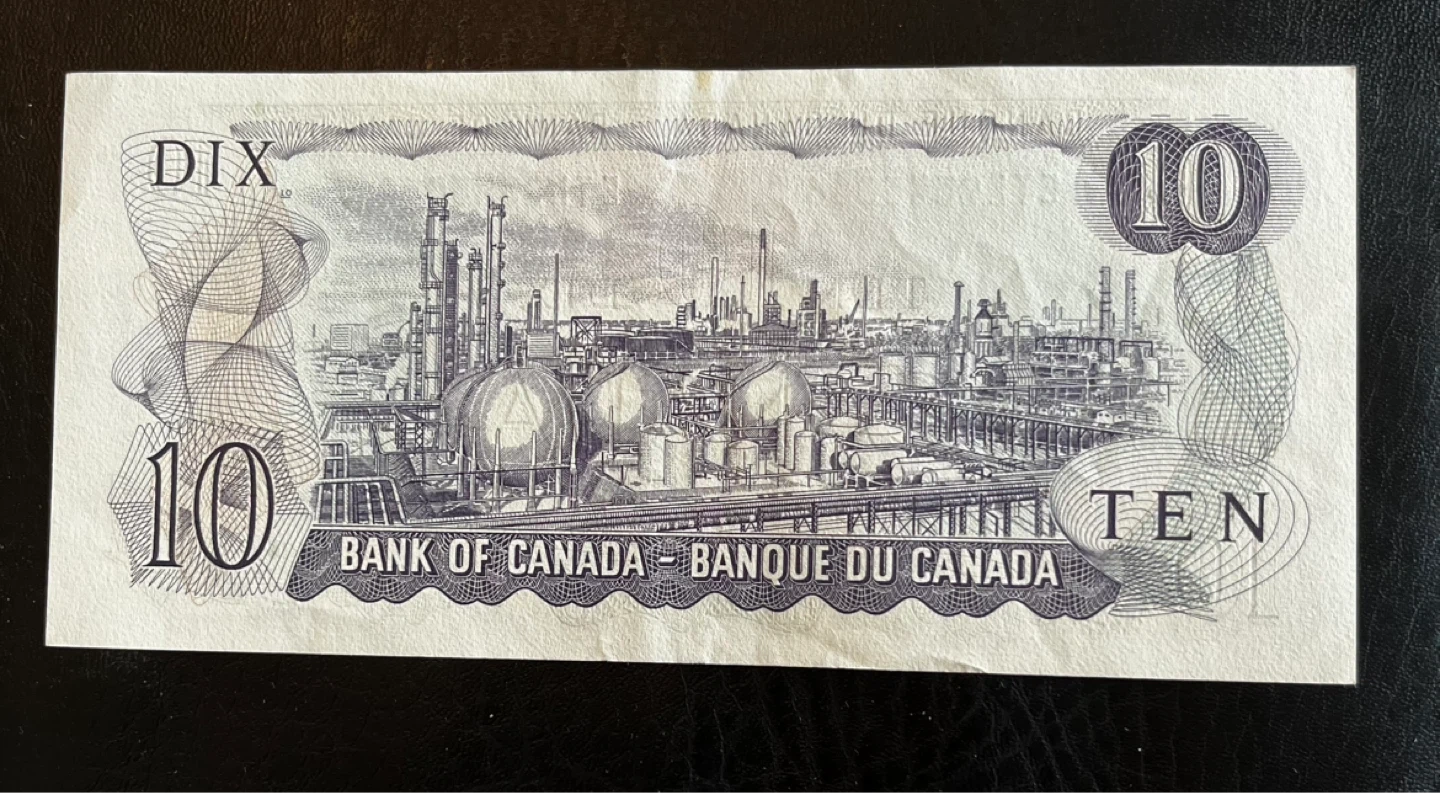 DIX
10
10
TEN
BANK OF CANADA - BANQUE DU CANADA